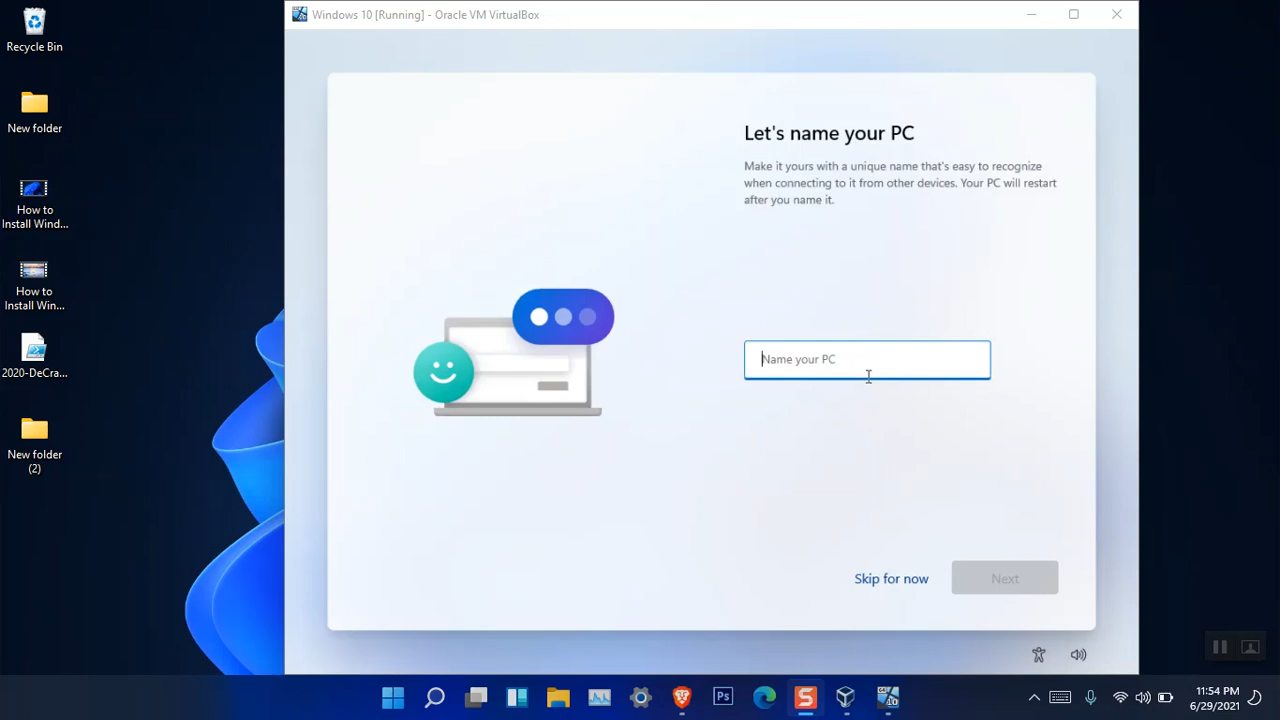 Windows 10 [Running] - Oracle VM VirtualBox
Recycle Bin
New folder
How to
Install Wind...
How to
Install Win...
2020-DeCra...
New folder
(2)
Let's name your PC
Make it yours with a unique name that's easy to recognize
when connecting to it from other devices. Your PC will restart
after you name it.
Name your PC
Skip for now
Next
S
Ps
10
11:54 PM
6/29/2021